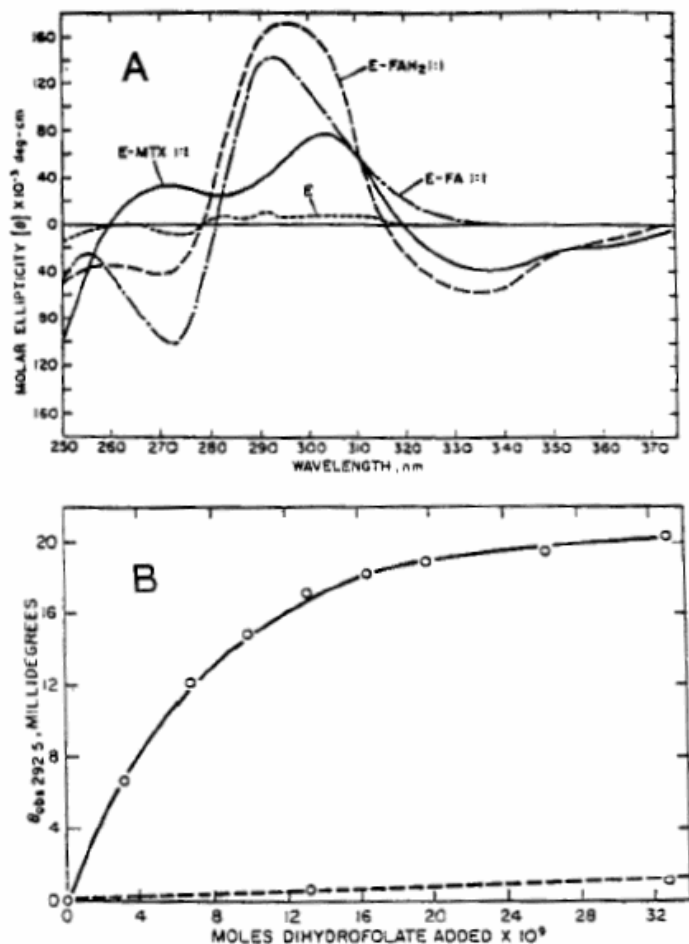 A
160
120
80
40
0
40
80
120
160
MOLAR ELLIPTICITY [θ] X10⁻³ deg-cm
E-FAH₂ 1:1
E-MTX 1:1
E
E-FA 1:1
250 260 270 280 290 300 310 320 330 340 350 360 370
WAVELENGTH, nm
B
20
16
12
8
4
0
θobs 292.5, MILLIDEGREES
4 8 12 16 20 24 28 32
MOLES DIHYDROFOLATE ADDED X 10⁹